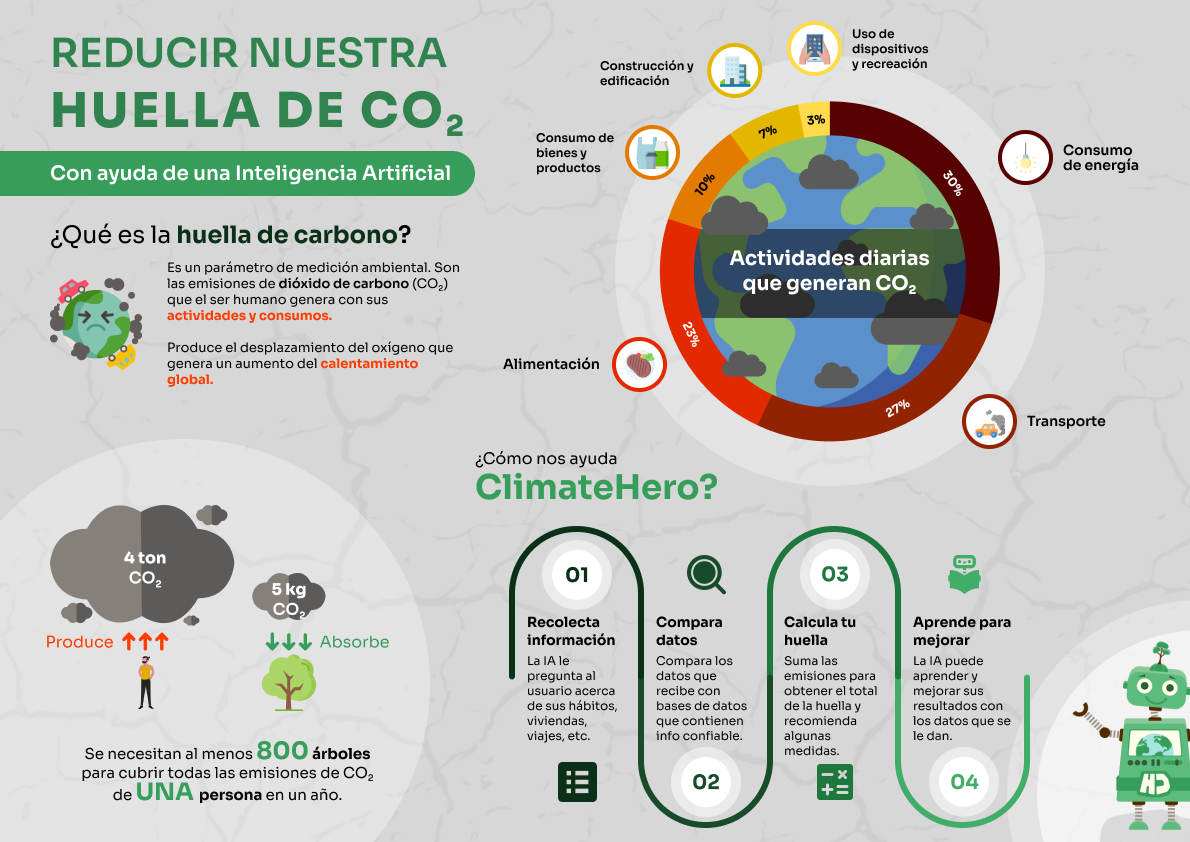 REDUCIR NUESTRA
HUELLA DE CO₂
Con ayuda de una Inteligencia Artificial
¿Qué es la huella de carbono?
Es un parámetro de medición ambiental. Son
las emisiones de dióxido de carbono (CO₂)
que el ser humano genera con sus
actividades y consumos.
Produce el desplazamiento del oxígeno que
genera un aumento del calentamiento
global.
4 ton
CO₂
5 kg
CO₂
Produce
Absorbe
Se necesitan al menos 800 árboles
para cubrir todas las emisiones de CO₂
de UNA persona en un año.
Uso de
dispositivos
y recreación
Construcción y
edificación
Consumo de
bienes y
productos
Consumo
de energía
Alimentación
Transporte
3%
7%
10%
30%
23%
27%
Actividades diarias
que generan CO₂
¿Cómo nos ayuda
ClimateHero?
01
Recolecta
información
La IA le
pregunta al
usuario acerca
de sus hábitos,
viviendas,
viajes, etc.
Compara
datos
Compara los
datos que
recibe con
bases de datos
que contienen
info confiable.
02
03
Calcula tu
huella
Suma las
emisiones para
obtener el total
de la huella y
recomienda
algunas
medidas.
Aprende para
mejorar
La IA puede
aprender y
mejorar sus
resultados con
los datos que se
le dan.
04